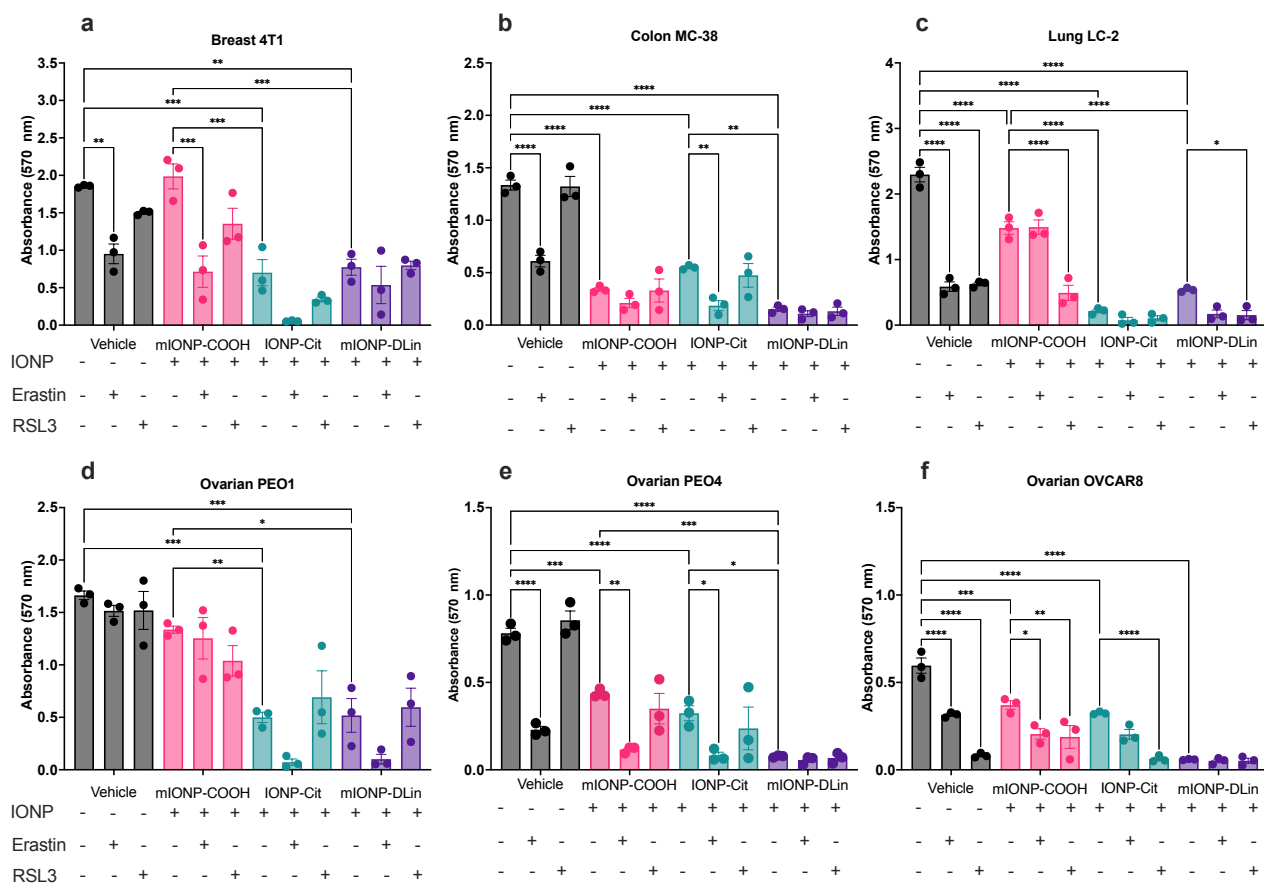 a
Breast 4T1
Absorbance (570 nm)
3.5
3.0
2.5
2.0
1.5
1.0
0.5
0.0
**
***
***
***
**
***
Vehicle mIONP-COOH IONP-Cit mIONP-DLin
IONP - - - + + + + + + + + +
Erastin - + - - + - - + - - + -
RSL3 - - + - - + - - + - - +
b
Colon MC-38
Absorbance (570 nm)
2.5
2.0
1.5
1.0
0.5
0.0
****
****
****
**
****
**
Vehicle mIONP-COOH IONP-Cit mIONP-DLin
- - - + + + + + + + + +
- + - - + - - + - - + -
- - + - - + - - + - - +
c
Lung LC-2
Absorbance (570 nm)
4
3
2
1
0
****
****
****
****
****
****
*
****
****
Vehicle mIONP-COOH IONP-Cit mIONP-DLin
- - - + + + + + + + + +
- + - - + - - + - - + -
- - + - - + - - + - - +
d
Ovarian PEO1
Absorbance (570 nm)
2.5
2.0
1.5
1.0
0.5
0.0
***
*
***
**
Vehicle mIONP-COOH IONP-Cit mIONP-DLin
IONP - - - + + + + + + + + +
Erastin - + - - + - - + - - + -
RSL3 - - + - - + - - + - - +
e
Ovarian PEO4
Absorbance (570 nm)
1.5
1.0
0.5
0.0
****
***
****
***
*
****
**
*
Vehicle mIONP-COOH IONP-Cit mIONP-DLin
- - - + + + + + + + + +
- + - - + - - + - - + -
- - + - - + - - + - - +
f
Ovarian OVCAR8
Absorbance (570 nm)
1.5
1.0
0.5
0.0
****
****
***
****
**
****
****
*
Vehicle mIONP-COOH IONP-Cit mIONP-DLin
- - - + + + + + + + + +
- + - - + - - + - - + -
- - + - - + - - + - - +